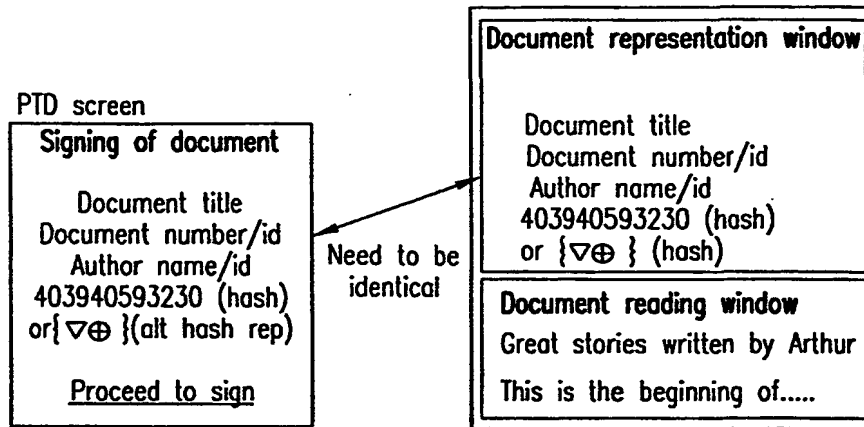 PTD screen
Signing of document
Document title
Document number/id
Author name/id
403940593230 (hash)
or{▽⊕ }(alt hash rep)
Proceed to sign
Need to be
identical
Document representation window
Document title
Document number/id
Author name/id
403940593230 (hash)
or {▽⊕ } (hash)
Document reading window
Great stories written by Arthur
This is the beginning of.....